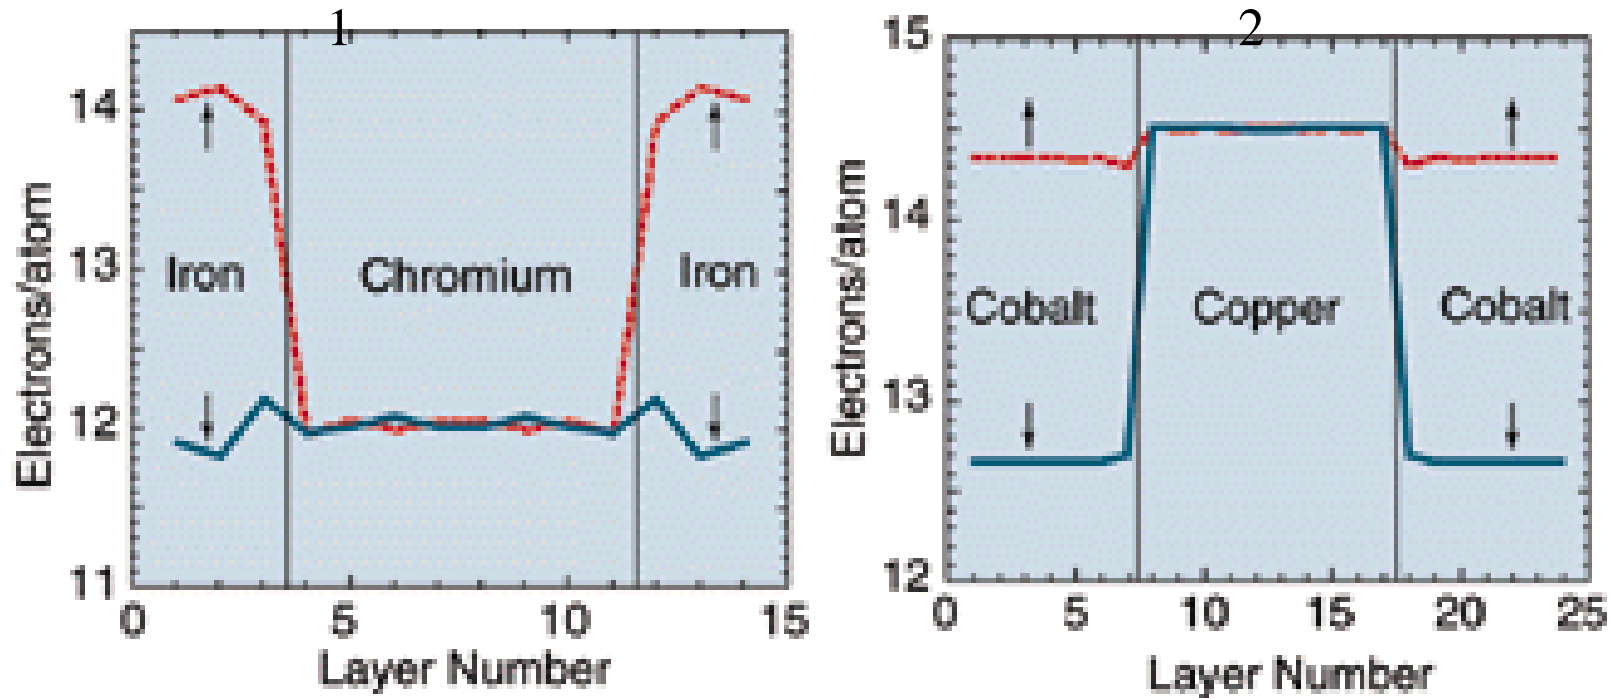 1
14
13
12
11
Electrons/atom
Iron
Chromium
Iron
0 5 10 15
Layer Number
2
15
14
13
12
Electrons/atom
Cobalt
Copper
Cobalt
0 5 10 15 20 25
Layer Number